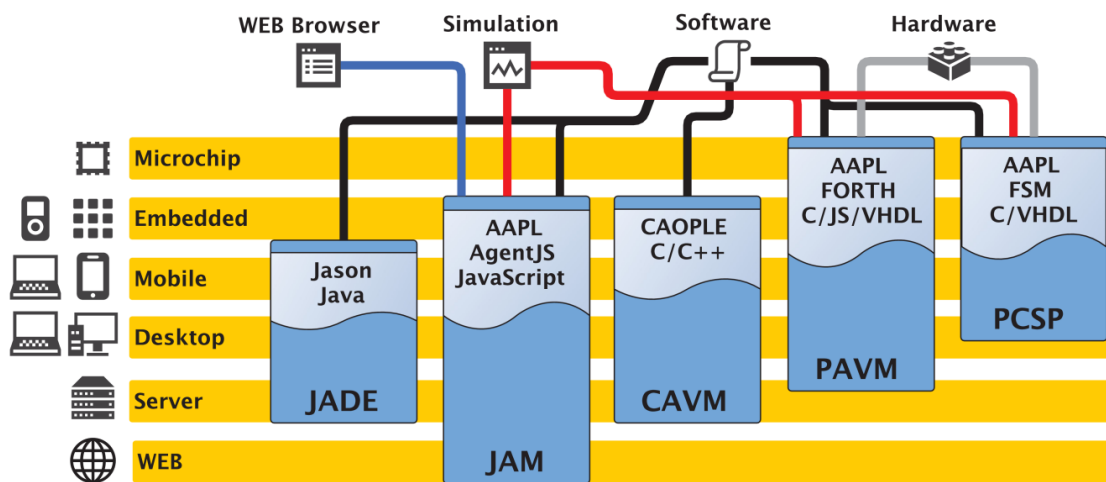 WEB Browser
Simulation
Software
Hardware
Microchip
Embedded
Mobile
Desktop
Server
WEB
Jason
Java
JADE
AAPL
AgentJS
JavaScript
JAM
CAOPLE
C/C++
CAVM
AAPL
FORTH
C/JS/VHDL
PAVM
AAPL
FSM
C/VHDL
PCSP